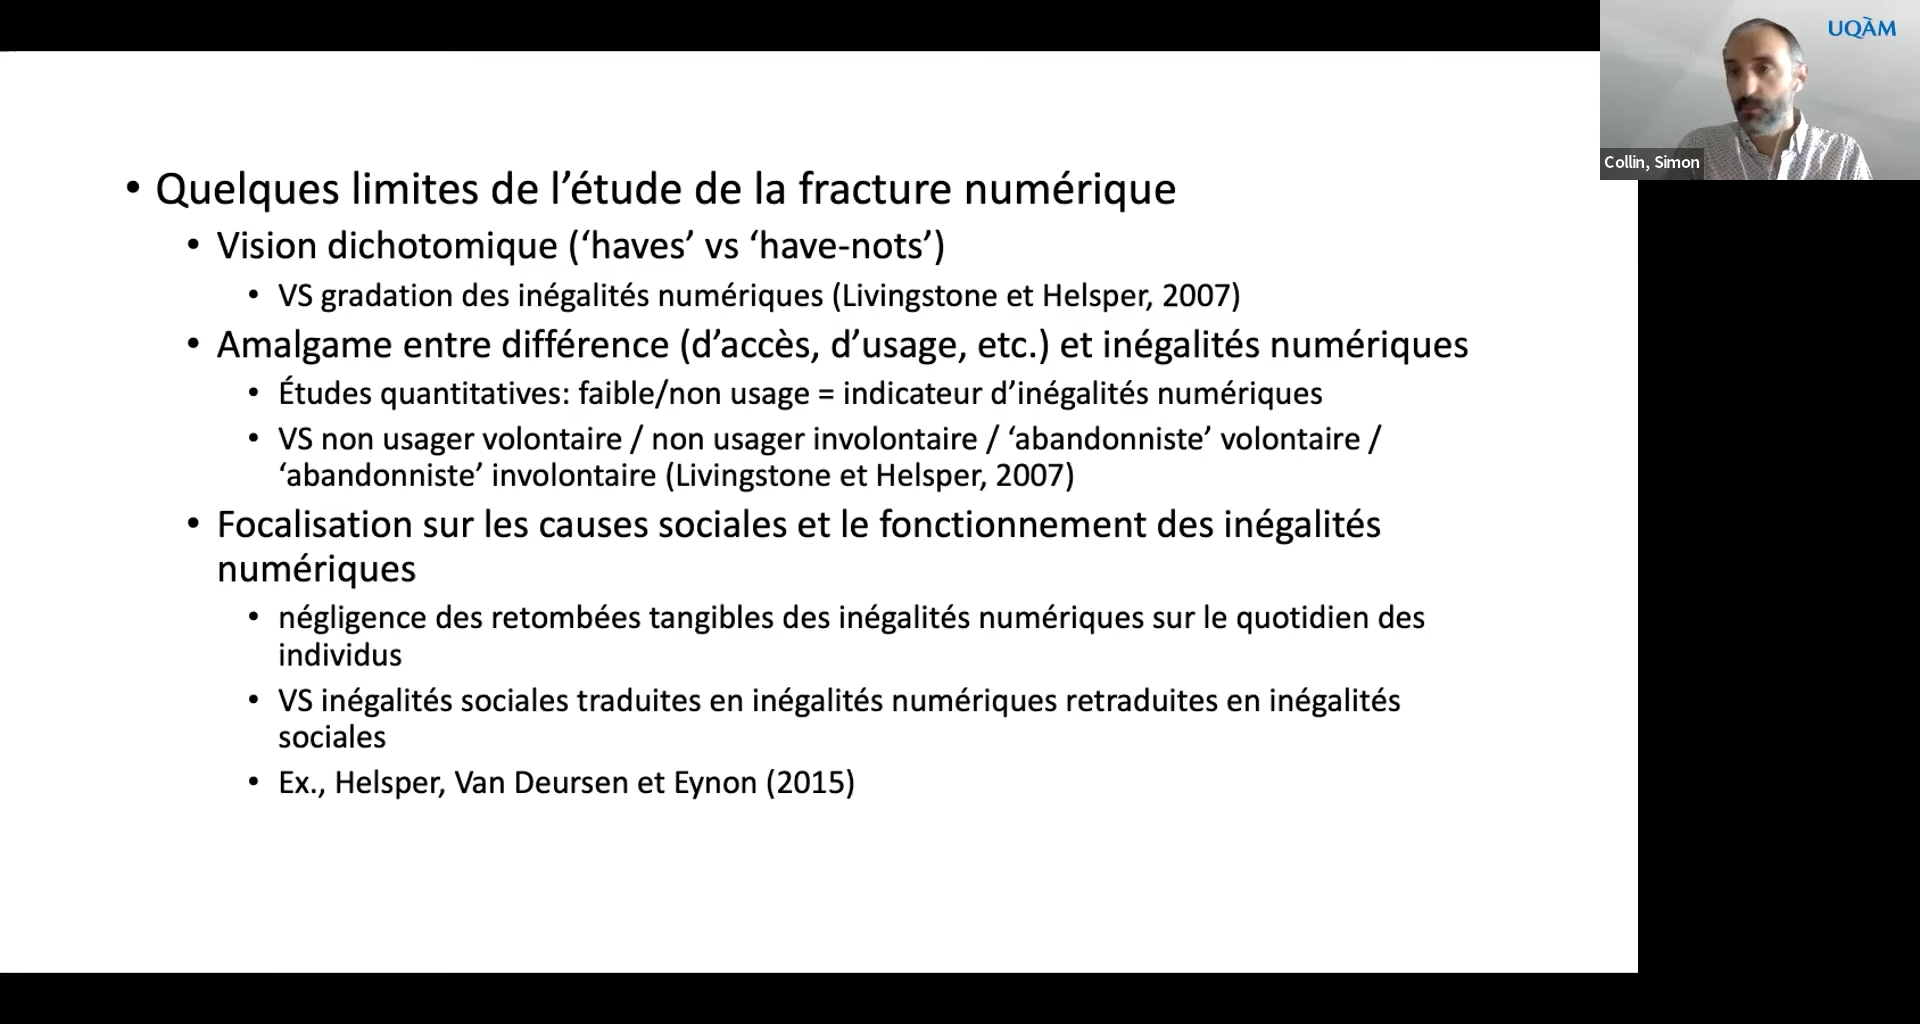 • Quelques limites de l’étude de la fracture numérique
• Vision dichotomique (‘haves’ vs ‘have-nots’)
• VS gradation des inégalités numériques (Livingstone et Helsper, 2007)
• Amalgame entre différence (d’accès, d’usage, etc.) et inégalités numériques
• Études quantitatives: faible/non usage = indicateur d’inégalités numériques
• VS non usager volontaire / non usager involontaire / ‘abandonniste’ volontaire /
‘abandonniste’ involontaire (Livingstone et Helsper, 2007)
• Focalisation sur les causes sociales et le fonctionnement des inégalités
numériques
• négligence des retombées tangibles des inégalités numériques sur le quotidien des
individus
• VS inégalités sociales traduites en inégalités numériques retraduites en inégalités
sociales
• Ex., Helsper, Van Deursen et Eynon (2015)
UQÀM
Collin, Simon